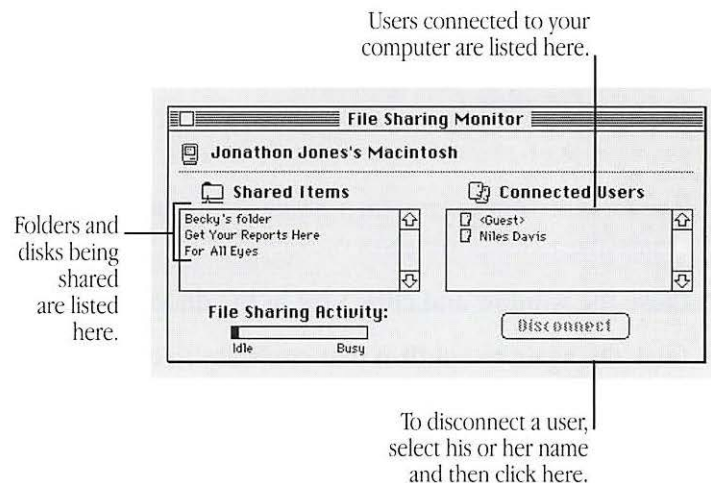 Users connected to your
computer are listed here.
File Sharing Monitor
Jonathon Jones's Macintosh
Shared Items
Connected Users
Becky's folder
Get Your Reports Here
For All Eyes
<Guest>
Niles Davis
Folders and
disks being
shared
are listed
here.
File Sharing Activity:
Idle
Busy
Disconnect
To disconnect a user,
select his or her name
and then click here.